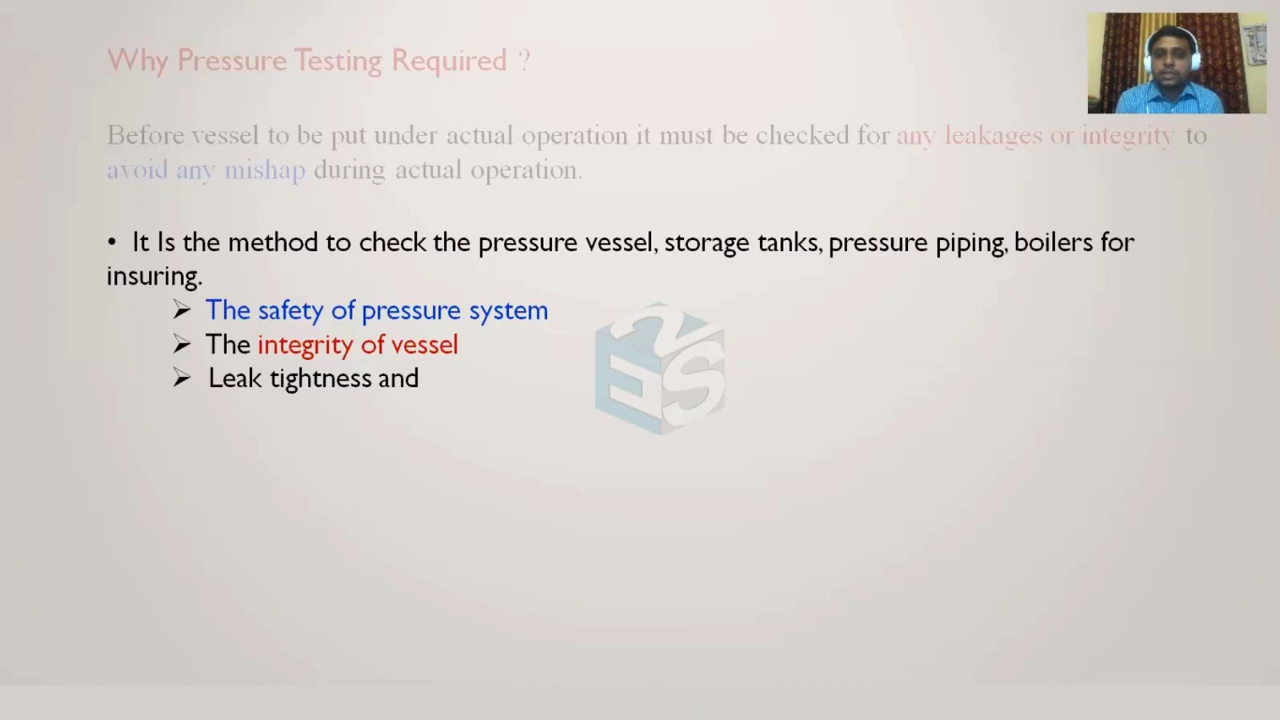 Why Pressure Testing Required ?
Before vessel to be put under actual operation it must be checked for any leakages or integrity to
avoid any mishap during actual operation.
• It Is the method to check the pressure vessel, storage tanks, pressure piping, boilers for
insuring.
➢ The safety of pressure system
➢ The integrity of vessel
➢ Leak tightness and
2
E S